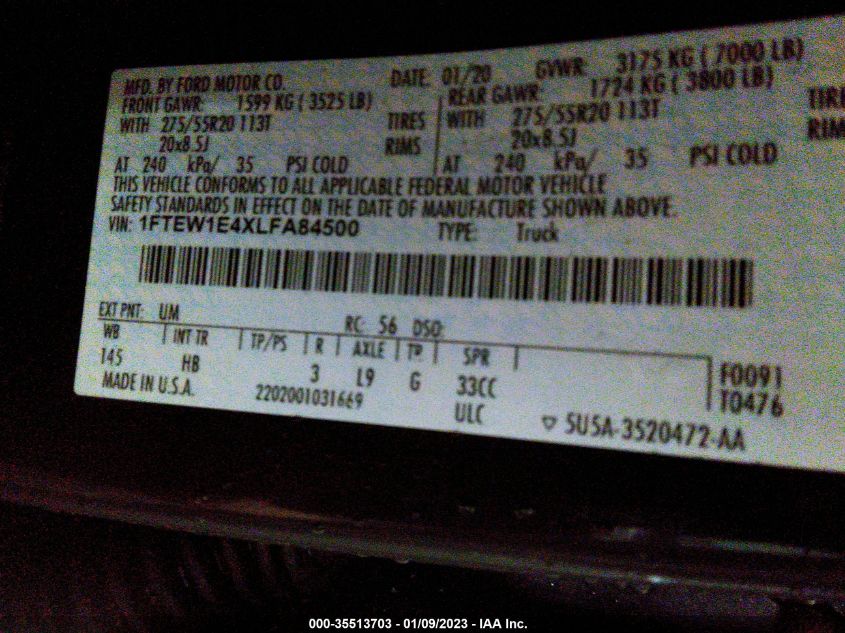 MFD. BY FORD MOTOR CO. DATE: 01/20 GVWR: 3175 KG ( 7000 LB)
FRONT GAWR: 1599 KG ( 3525 LB) REAR GAWR: 1724 KG ( 3800 LB)
WITH 275/55R20 113T TIRES WITH 275/55R20 113T TIRE
20x8.5J RIMS 20x8.5J RIM
AT 240 kPa/ 35 PSI COLD AT 240 kPa/ 35 PSI COLD
THIS VEHICLE CONFORMS TO ALL APPLICABLE FEDERAL MOTOR VEHICLE
SAFETY STANDARDS IN EFFECT ON THE DATE OF MANUFACTURE SHOWN ABOVE.
VIN: 1FTEW1E4XLFA84500 TYPE: Truck
EXT PNT: UM RC: 56 DSO:
WB INT TR TP/PS R AXLE TR SPR
145 HB 3 L9 G 33CC F0091
MADE IN U.S.A. 2202001031669 ULC T0476
▽ 5U5A-3520472-AA
000-35513703 - 01/09/2023 - IAA Inc.